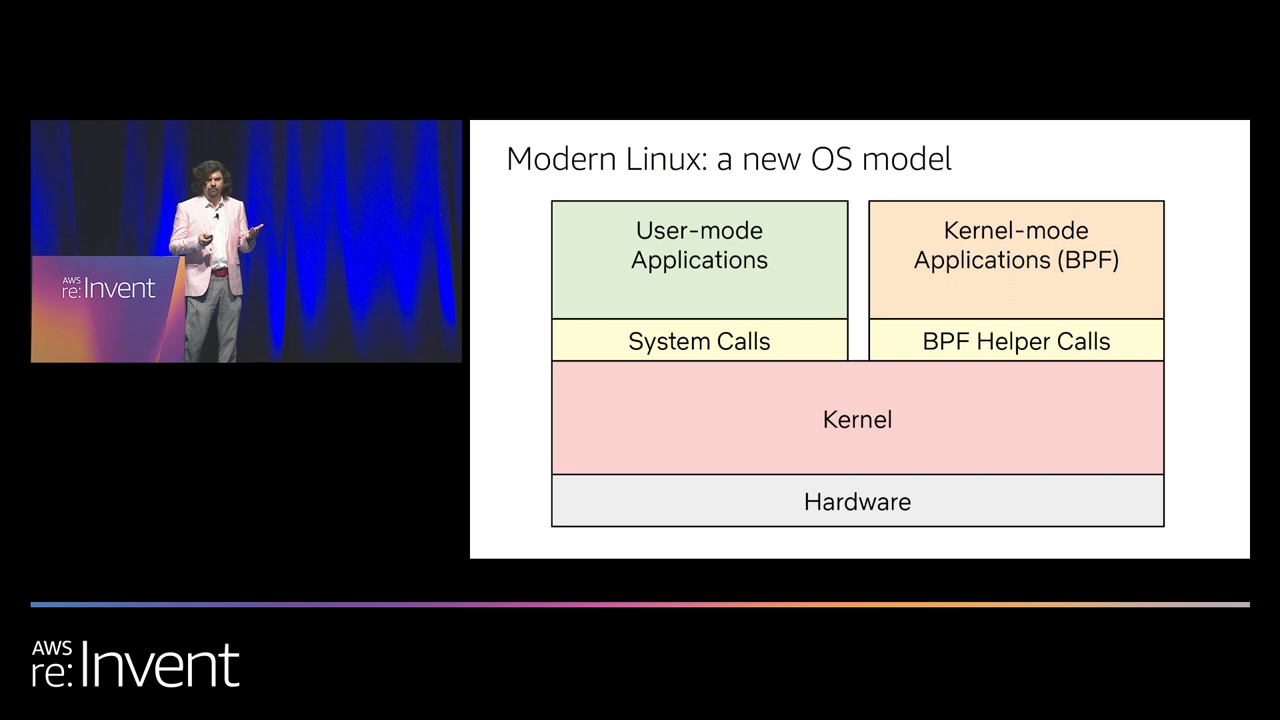 Modern Linux: a new OS model
User-mode
Applications
Kernel-mode
Applications (BPF)
System Calls
BPF Helper Calls
Kernel
Hardware
AWS
re:Invent
AWS
re:Invent